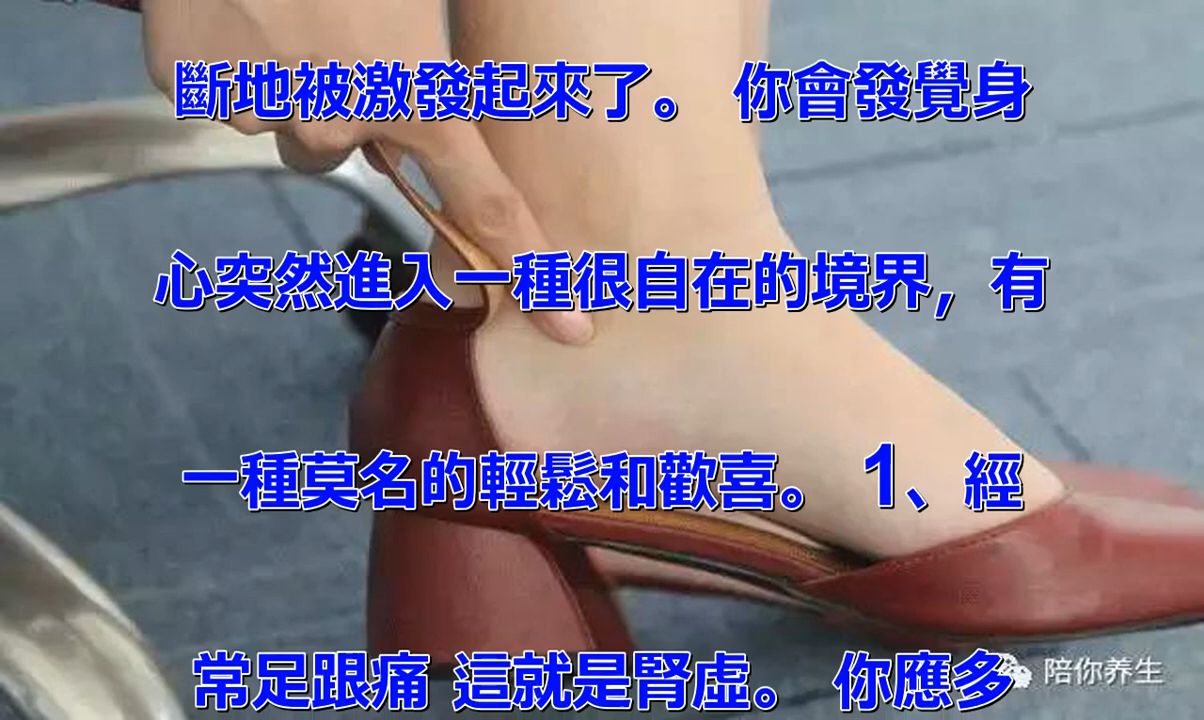 斷地被激發起來了。 你會發覺身
心突然進入一種很自在的境界，有
一種莫名的輕鬆和歡喜。 1、經
常足跟痛 這就是腎虛。 你應多
陪你养生